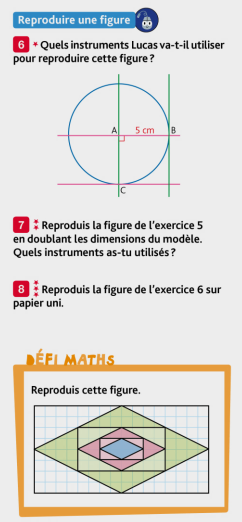 Reproduire une figure
6 * Quels instruments Lucas va-t-il utiliser
pour reproduire cette figure ?
A 5 cm B
C
7 ** Reproduis la figure de l'exercice 5
en doublant les dimensions du modèle.
Quels instruments as-tu utilisés ?
8 *** Reproduis la figure de l'exercice 6 sur
papier uni.
DÉFI MATHS
Reproduis cette figure.